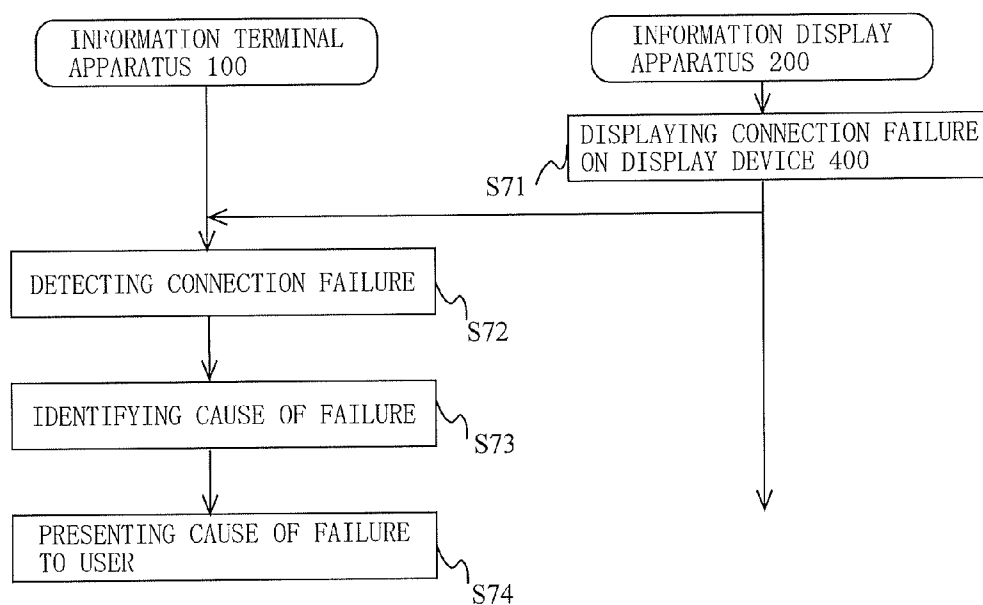 INFORMATION TERMINAL
APPARATUS 100
INFORMATION DISPLAY
APPARATUS 200
DISPLAYING CONNECTION FAILURE
ON DISPLAY DEVICE 400
S71
DETECTING CONNECTION FAILURE
S72
IDENTIFYING CAUSE OF FAILURE
S73
PRESENTING CAUSE OF FAILURE
TO USER
S74